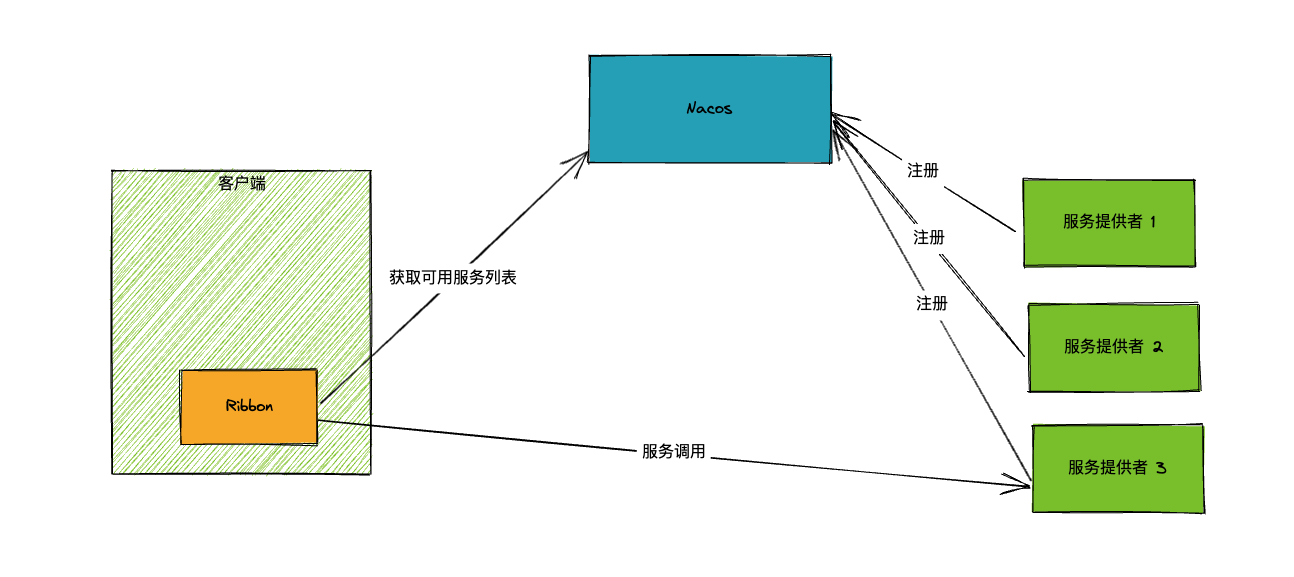 Nacos
注册
客户端
服务提供者 1
注册
获取可用服务列表
注册
服务提供者 2
Ribbon
服务调用
服务提供者 3